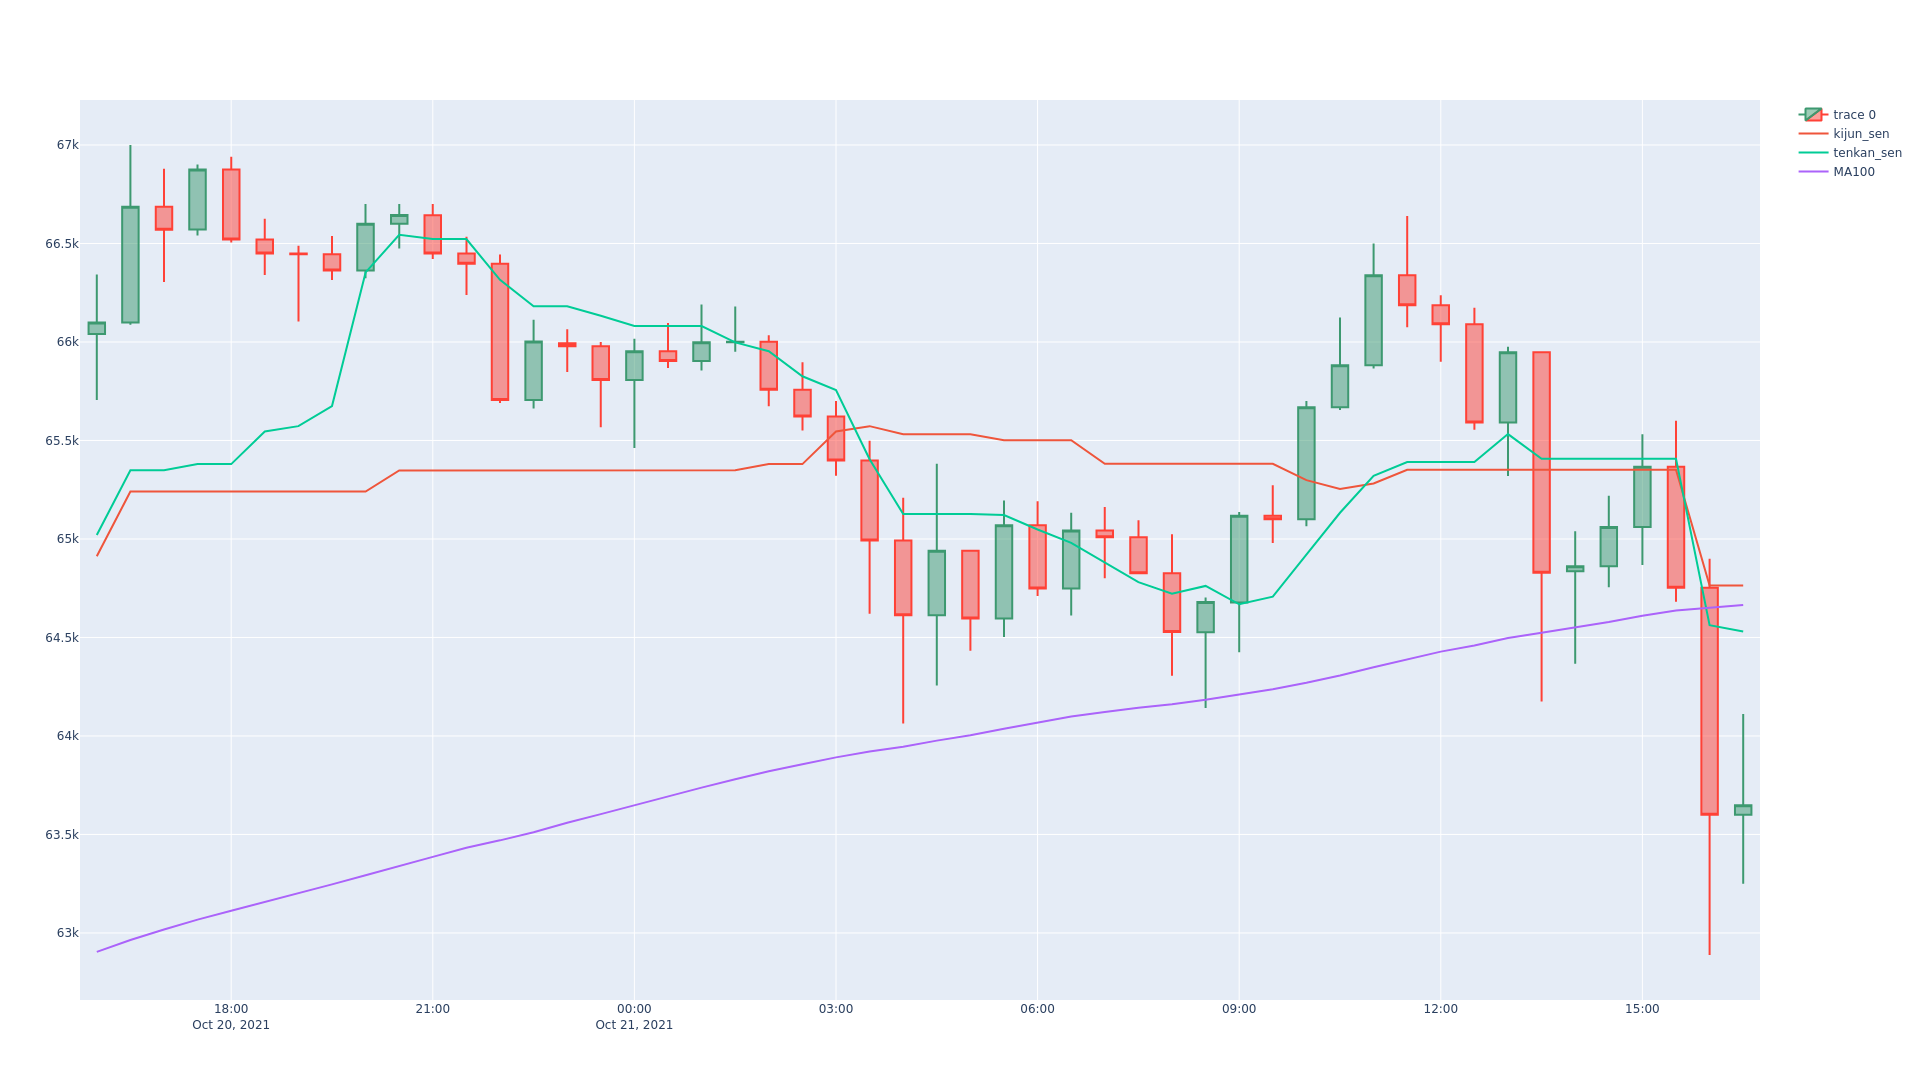 67k
66.5k
66k
65.5k
65k
64.5k
64k
63.5k
63k
18:00 21:00 00:00 03:00 06:00 09:00 12:00 15:00
Oct 20, 2021 Oct 21, 2021
trace 0
kijun_sen
tenkan_sen
MA100